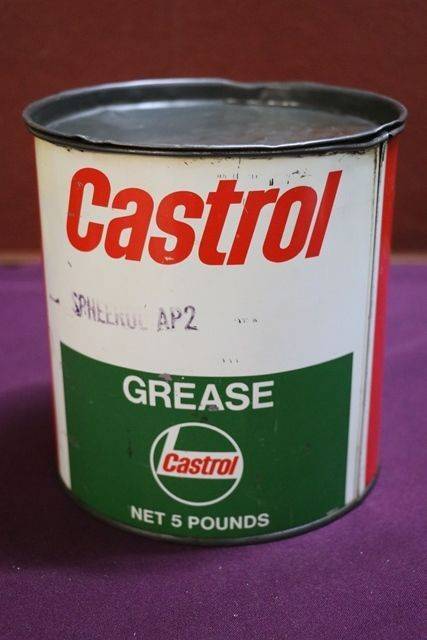 Castrol
SPHEEROL AP2
GREASE
Castrol
NET 5 POUNDS